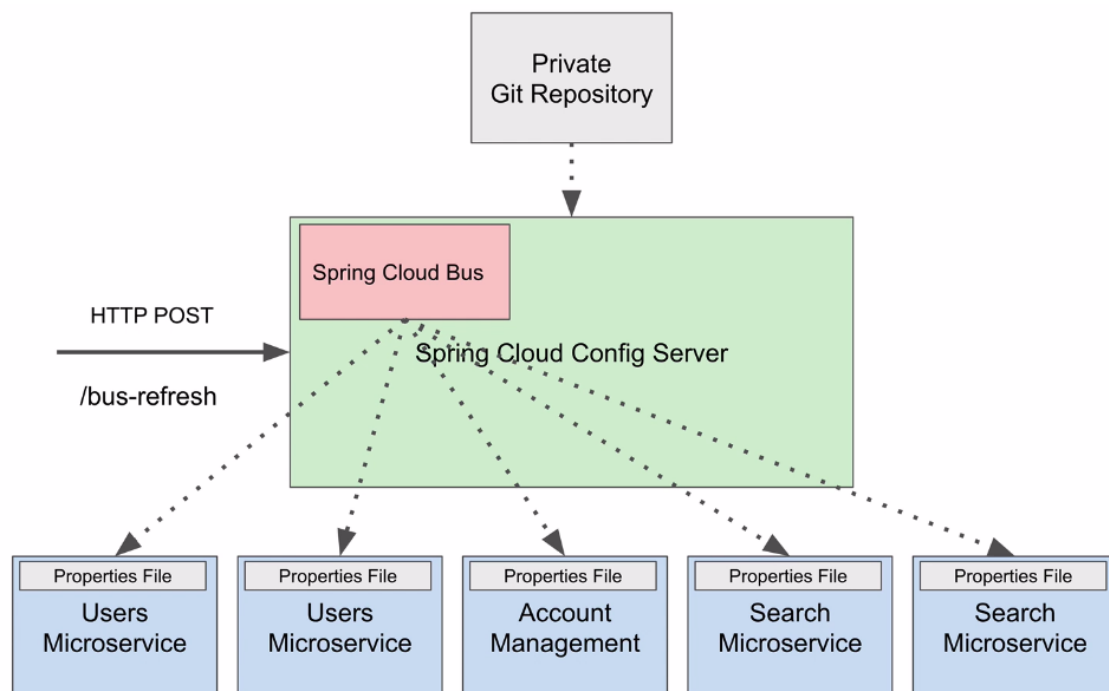 Private
Git Repository
Spring Cloud Bus
HTTP POST
Spring Cloud Config Server
/bus-refresh
Properties File
Users
Microservice
Properties File
Users
Microservice
Properties File
Account
Management
Properties File
Search
Microservice
Properties File
Search
Microservice